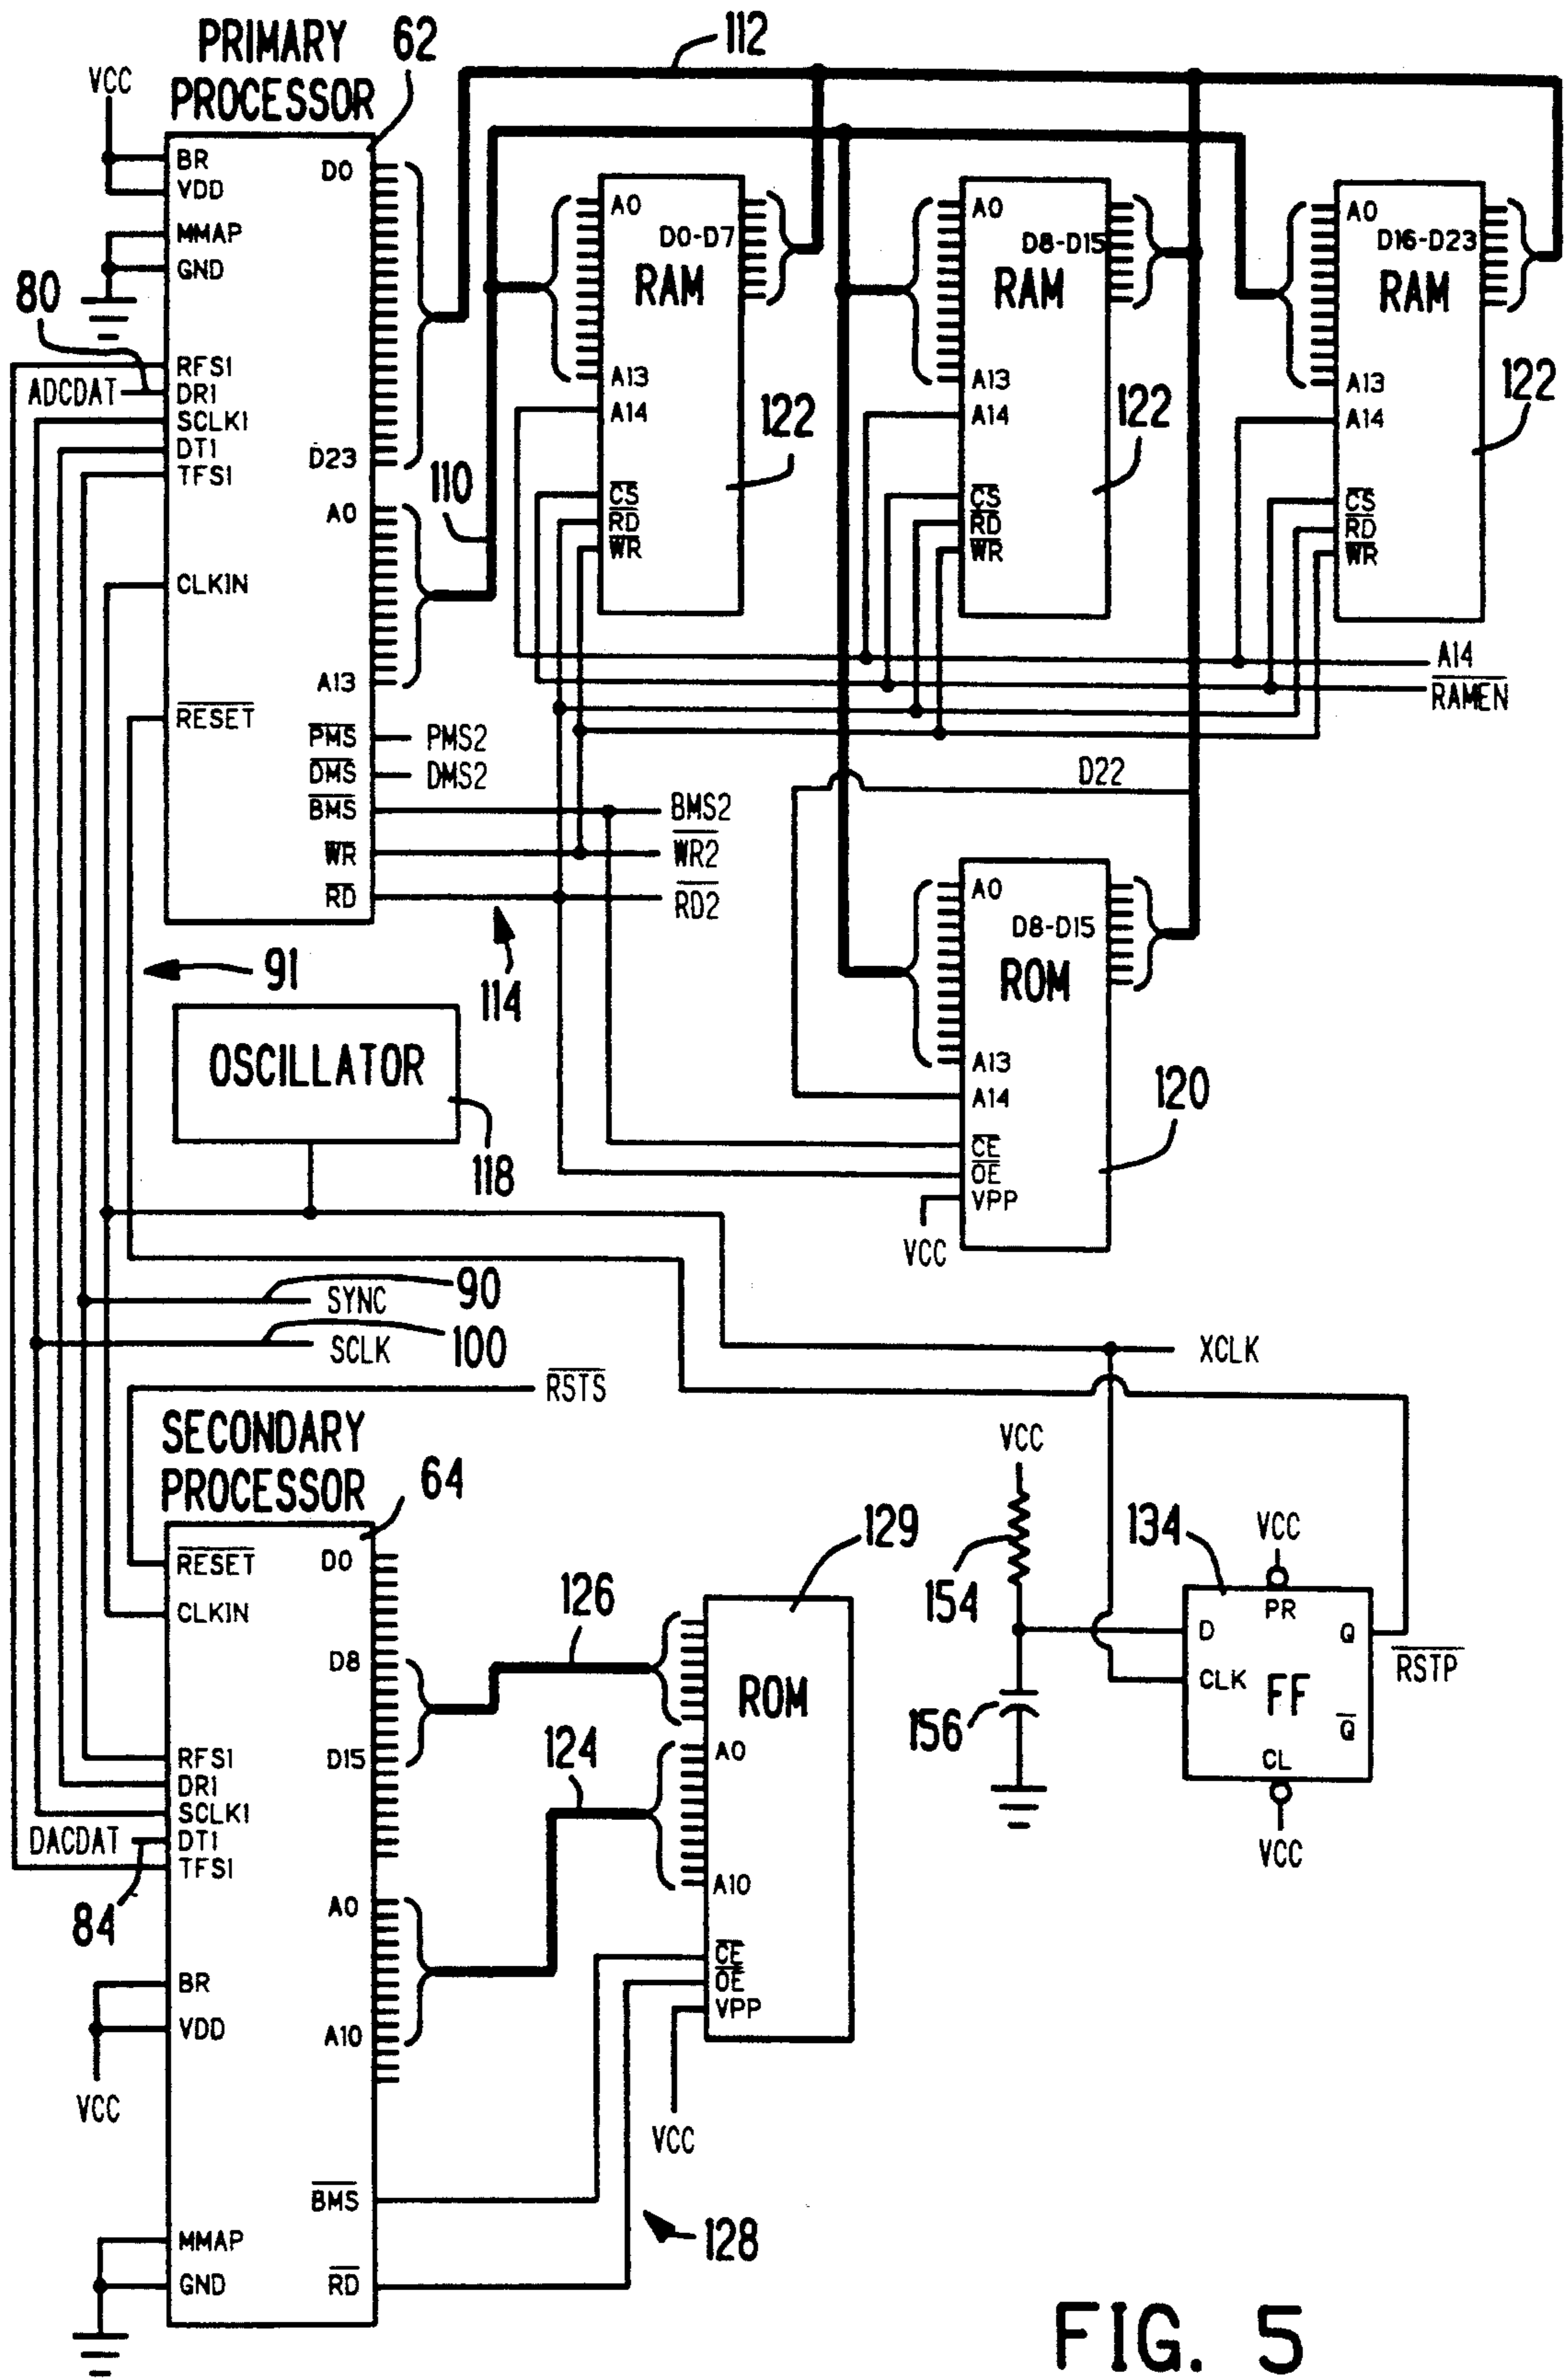 PRIMARY
PROCESSOR
62
112
VCC
BR
VDD
MMAP
GND
80
RFS1
ADCDAT
DR1
SCLK1
DT1
TFS1
CLKIN
RESET
D0
D23
A0
A13
PMS
PMS2
DMS
DMS2
BMS
BMS2
WR
WR2
RD
RD2
110
114
91
A0
D0-D7
RAM
A13
A14
CS
RD
WR
122
A0
D8-D15
RAM
A13
A14
CS
RD
WR
122
A0
D16-D23
RAM
A13
A14
CS
RD
WR
122
A14
RAMEN
D22
A0
D8-D15
ROM
A13
A14
CE
OE
VPP
VCC
120
OSCILLATOR
118
SYNC
90
SCLK
100
RSTS
XCLK
SECONDARY
PROCESSOR
64
RESET
CLKIN
RFS1
DR1
SCLK1
DACDAT
DT1
TFS1
84
BR
VDD
VCC
MMAP
GND
D0
D8
D15
A0
A10
BMS
RD
126
124
129
ROM
A0
A10
CE
OE
VPP
VCC
128
VCC
154
156
134
VCC
PR
D
Q
CLK
FF
Q
CL
VCC
RSTP
FIG. 5